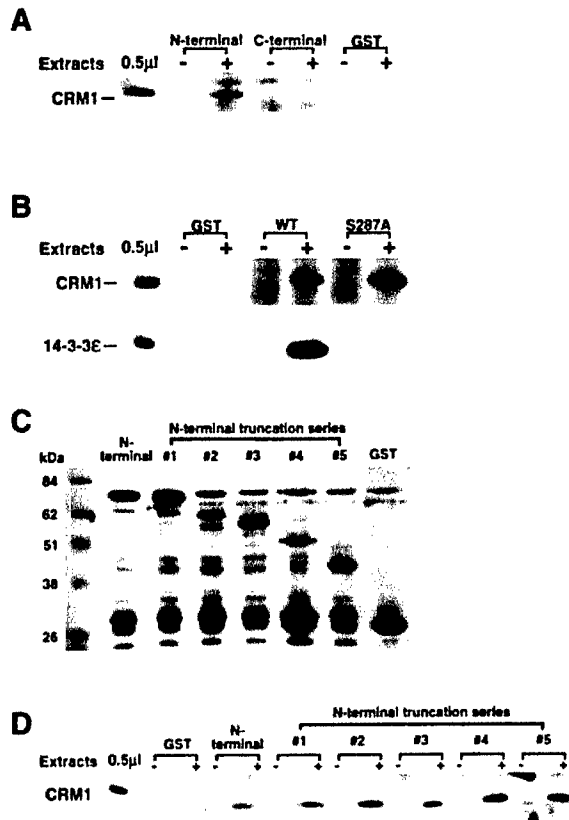 A
N-terminal C-terminal GST
Extracts 0.5µl - + - + - +
CRM1
B
GST WT S287A
Extracts 0.5µl - + - + - +
CRM1
14-3-3ε
C
N-terminal truncation series
kDa N-terminal #1 #2 #3 #4 #5 GST
84
62
51
38
26
D
N-terminal truncation series
GST N-terminal #1 #2 #3 #4 #5
Extracts 0.5µl - + - + - + - + - + - + - +
CRM1